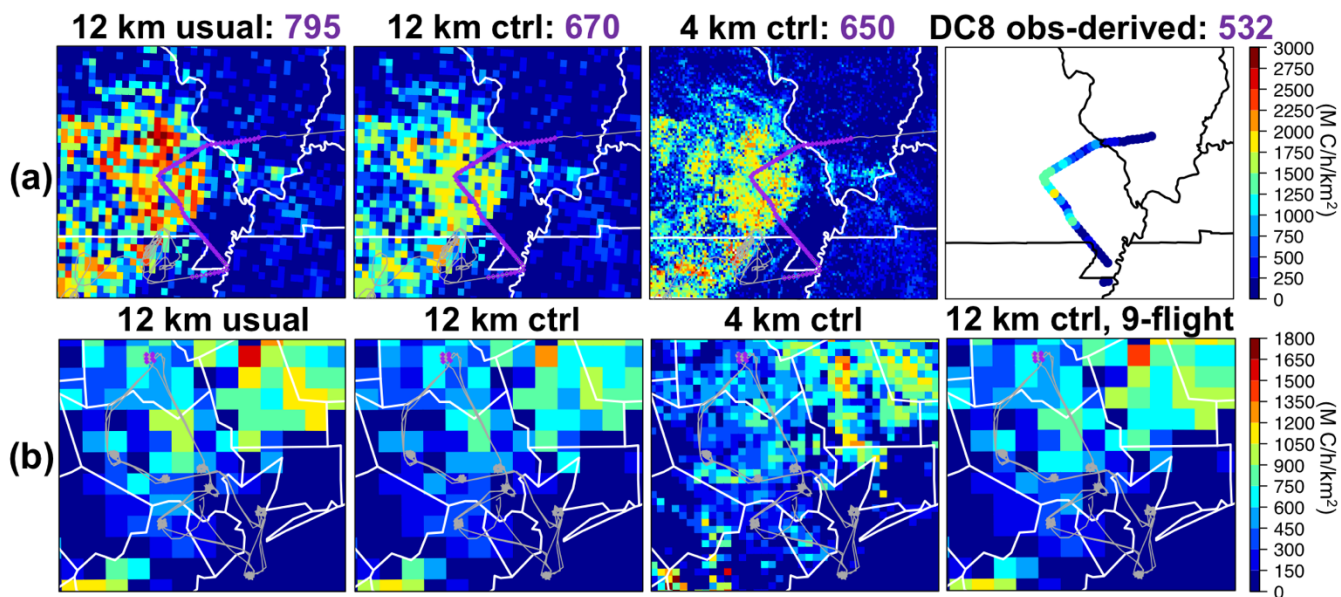 12 km usual: 795
12 km ctrl: 670
4 km ctrl: 650
DC8 obs-derived: 532
(a)
3000
2750
2500
2250
2000
1750
1500
1250
1000
750
500
250
0
(M C/h/km²)
12 km usual
12 km ctrl
4 km ctrl
12 km ctrl, 9-flight
(b)
1800
1650
1500
1350
1200
1050
900
750
600
450
300
150
0
(M C/h/km²)